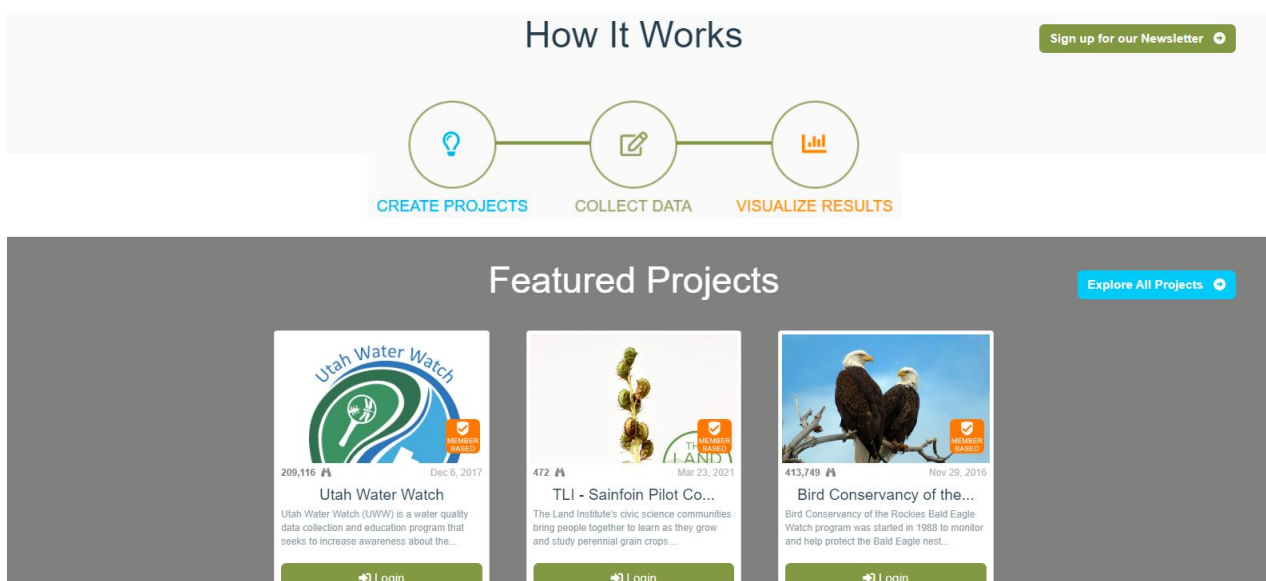 How It Works
Sign up for our Newsletter
CREATE PROJECTS
COLLECT DATA
VISUALIZE RESULTS
Featured Projects
Explore All Projects
Utah Water Watch
MEMBER
BASED
209,116
Dec 6, 2017
Utah Water Watch
Utah Water Watch (UWW) is a water quality
data collection and education program that
seeks to increase awareness about the...
Login
TH
LAND
MEMBER
BASED
472
Mar 23, 2021
TLI - Sainfoin Pilot Co...
The Land Institute's civic science communities
bring people together to learn as they grow
and study perennial grain crops....
Login
MEMBER
BASED
413,749
Nov 29, 2016
Bird Conservancy of the...
Bird Conservancy of the Rockies Bald Eagle
Watch program was started in 1988 to monitor
and help protect the Bald Eagle nest...
Login